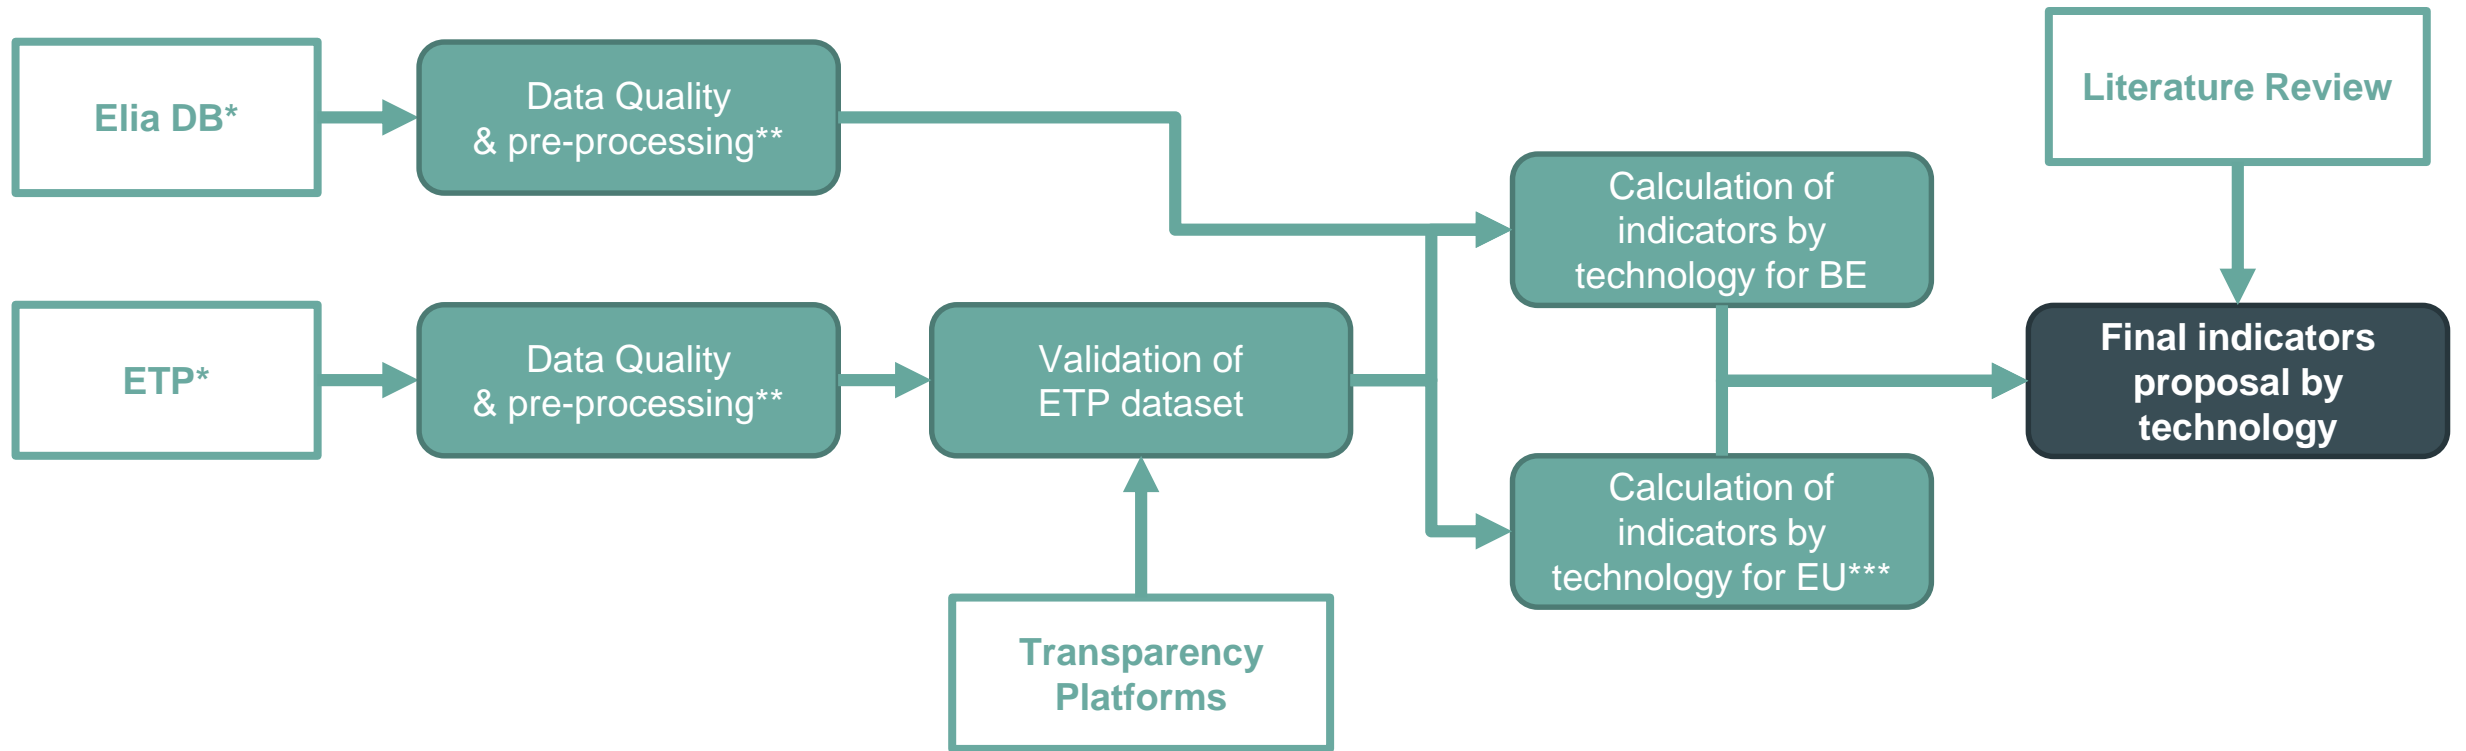 Elia DB*
Data Quality
& pre-processing**
Literature Review
Calculation of
indicators by
technology for BE
ETP*
Data Quality
& pre-processing**
Validation of
ETP dataset
Final indicators
proposal by
technology
Calculation of
indicators by
technology for EU***
Transparency
Platforms